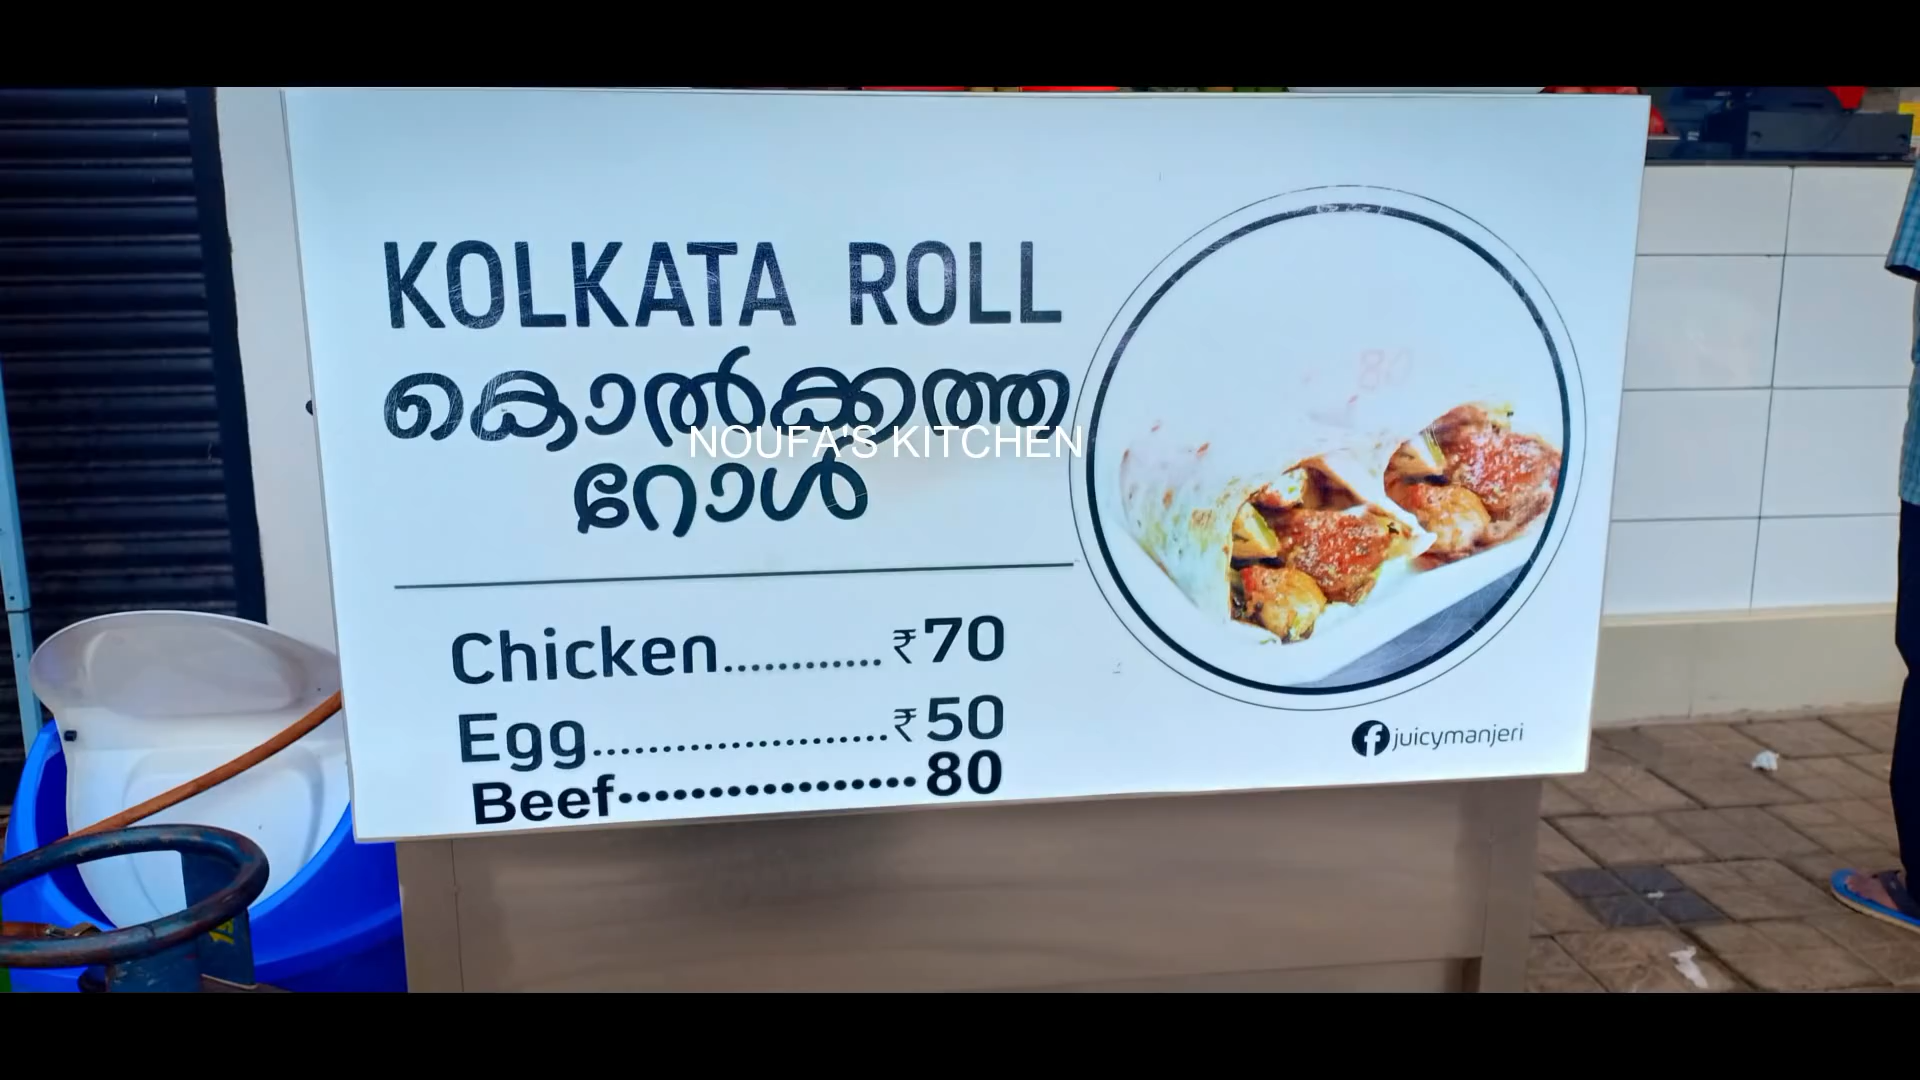 KOLKATA ROLL
കൊൽക്കത്ത
NOUFA'S KITCHEN
റോൾ
Chicken............₹70
Egg.....................₹50
Beef................80
juicymanjeri